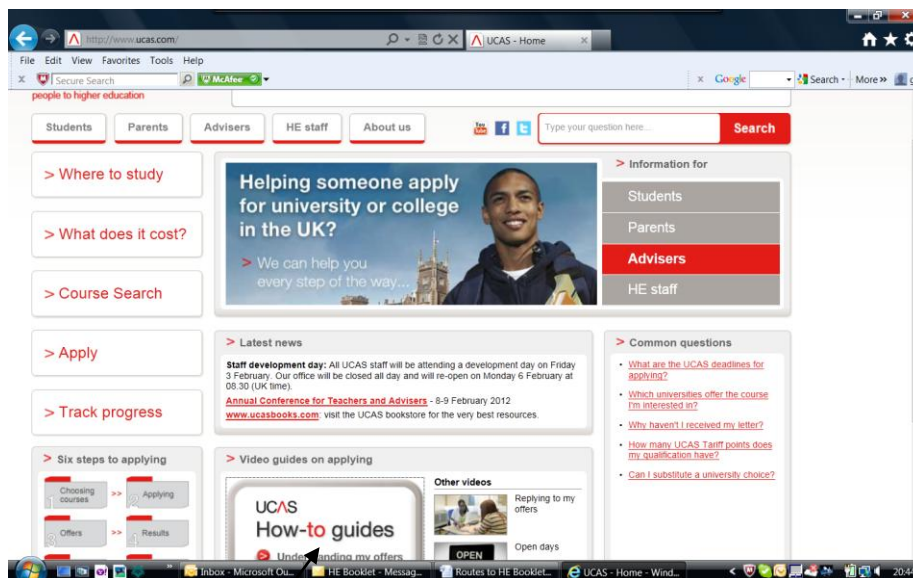 http://www.ucas.com/
UCAS - Home
File Edit View Favorites Tools Help
Secure Search
McAfee
Google
Search
More »
people to higher education
Students
Parents
Advisers
HE staff
About us
You
Type your question here...
Search
> Where to study
> What does it cost?
> Course Search
> Apply
> Track progress
Helping someone apply
for university or college
in the UK?
> We can help you
every step of the way...
> Information for
Students
Parents
Advisers
HE staff
> Latest news
Staff development day: All UCAS staff will be attending a development day on Friday
3 February. Our office will be closed all day and will re-open on Monday 6 February at
08.30 (UK time).
Annual Conference for Teachers and Advisers - 8-9 February 2012
www.ucasbooks.com: visit the UCAS bookstore for the very best resources.
> Common questions
What are the UCAS deadlines for
applying?
Which universities offer the course
I'm interested in?
Why haven't I received my letter?
How many UCAS Tariff points does
my qualification have?
Can I substitute a university choice?
> Six steps to applying
1 Choosing
courses
>>
2 Applying
3 Offers
>>
4 Results
> Video guides on applying
UCAS
How-to guides
Understanding my offers
Other videos
Replying to my
offers
Open days
OPEN
Inbox - Microsoft Ou...
HE Booklet - Messag...
Routes to HE Booklet...
UCAS - Home - Wind...